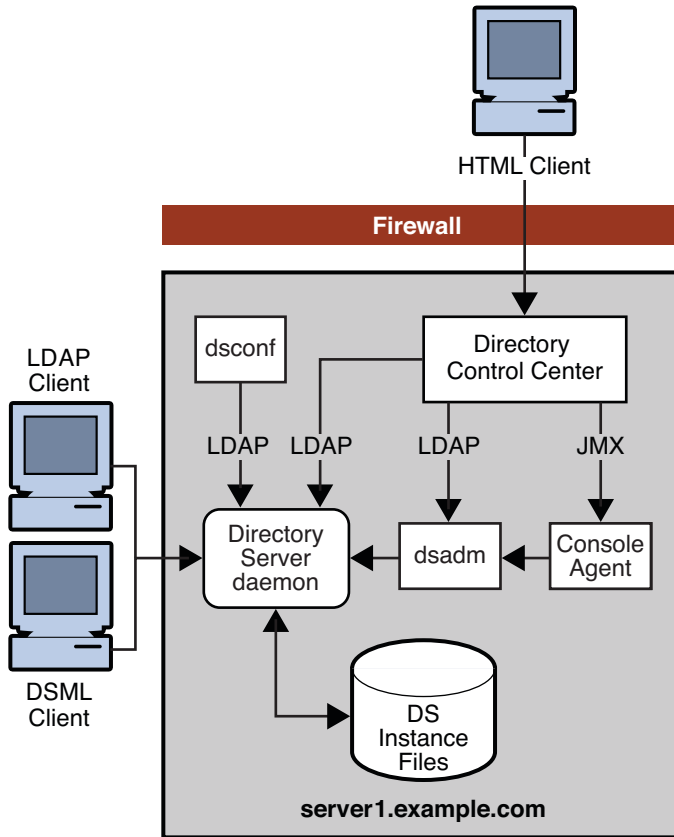 HTML Client
Firewall
dsconf
Directory
Control Center
LDAP
Client
LDAP
LDAP
LDAP
JMX
Directory
Server
daemon
dsadm
Console
Agent
DSML
Client
DS
Instance
Files
server1.example.com